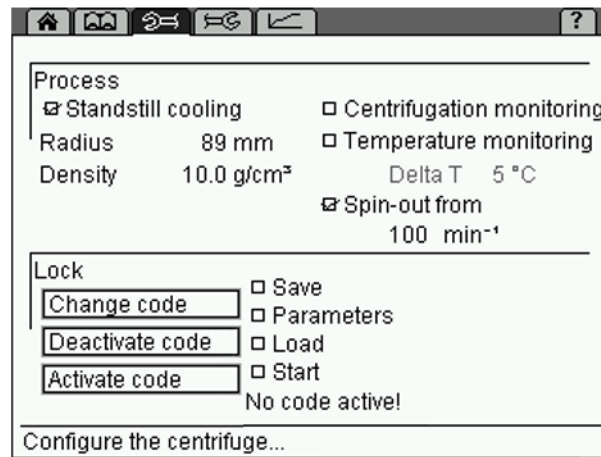 ?
Process
Standstill cooling
Centrifugation monitoring
Radius 89 mm
Temperature monitoring
Density 10.0 g/cm³
Delta T 5 °C
Spin-out from
100 min⁻¹
Lock
Change code
Save
Parameters
Deactivate code
Load
Activate code
Start
No code active!
Configure the centrifuge...